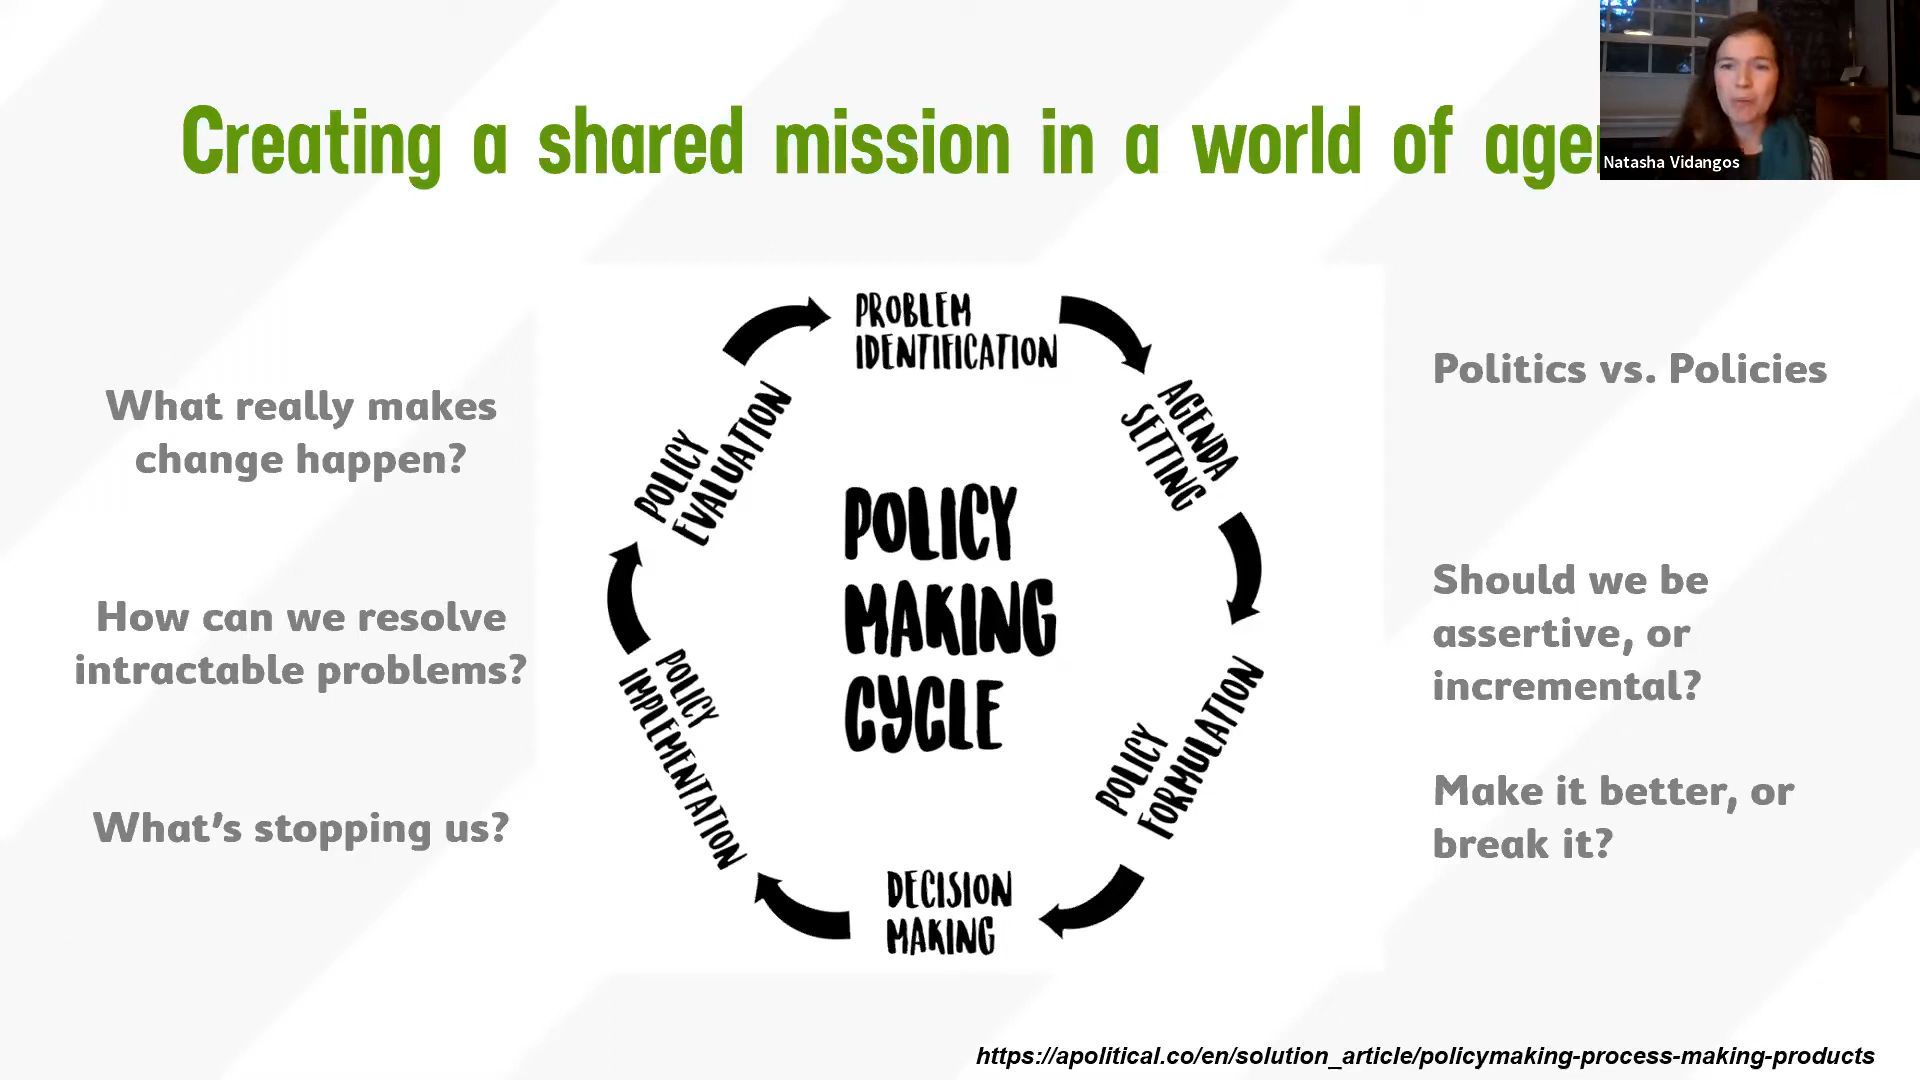 Creating a shared mission in a world of
Natasha Vidangos
What really makes
change happen?
How can we resolve
intractable problems?
What's stopping us?
PROBLEM
IDENTIFICATION
AGENDA
SETTING
POLICY
FORMULATION
DECISION
MAKING
POLICY
IMPLEMENTATION
POLICY
EVALUATION
POLICY
MAKING
CYCLE
Politics vs. Policies
Should we be
assertive, or
incremental?
Make it better, or
break it?
https://apolitical.co/en/solution_article/policymaking-process-making-products